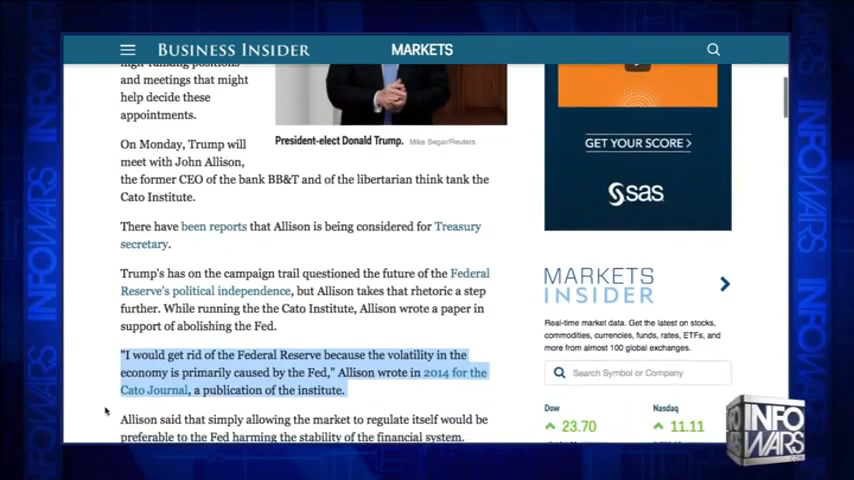 BUSINESS INSIDER
MARKETS
high-ranking positions
and meetings that might
help decide these
appointments.
President-elect Donald Trump. Mike Segar/Reuters
On Monday, Trump will
meet with John Allison,
the former CEO of the bank BB&T and of the libertarian think tank the
Cato Institute.
There have been reports that Allison is being considered for Treasury
secretary.
Trump's has on the campaign trail questioned the future of the Federal
Reserve's political independence, but Allison takes that rhetoric a step
further. While running the the Cato Institute, Allison wrote a paper in
support of abolishing the Fed.
"I would get rid of the Federal Reserve because the volatility in the
economy is primarily caused by the Fed," Allison wrote in 2014 for the
Cato Journal, a publication of the institute.
Allison said that simply allowing the market to regulate itself would be
preferable to the Fed harming the stability of the financial system.
GET YOUR SCORE>
sas
MARKETS
INSIDER
Real-time market data. Get the latest on stocks,
commodities, currencies, funds, rates, ETFs, and
more from almost 100 global exchanges.
Search Symbol or Company
Dow
Nasdaq
23.70
11.11
INFOWARS
INFOWARS
INFO
WARS
.COM